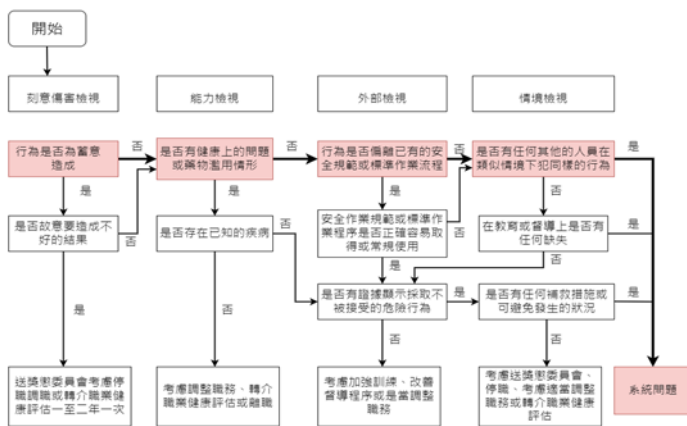 開始
刻意傷害檢視
能力檢視
外部檢視
情境檢視
行為是否為蓄意
造成
否
是否有健康上的問題
或藥物濫用情形
否
行為是否偏離已有的安
全規範或標準作業流程
否
是否有任何其他的人員在
類似情境下犯同樣的行為
是
是
是
是
否
是否故意要造成不
好的結果
否
是否存在已知的疾病
否
安全作業規範或標準作
業程序是否正確容易取
得或常規使用
否
在教育或督導上是否有
任何缺失
是
是
否
是
否
是否有證據顯示採取不
被接受的危險行為
是
是否有任何補救措施或
可避免發生的狀況
是
否
否
送獎懲委員會考慮停
職調職或轉介職業健
康評估一至二年一次
考慮調整職務、轉介
職業健康評估或離職
考慮加強訓練、改善
督導程序或是當調整
職務
考慮送獎懲委員會、
停職、考慮適當調整
職務或轉介職業健康
評估
系統問題